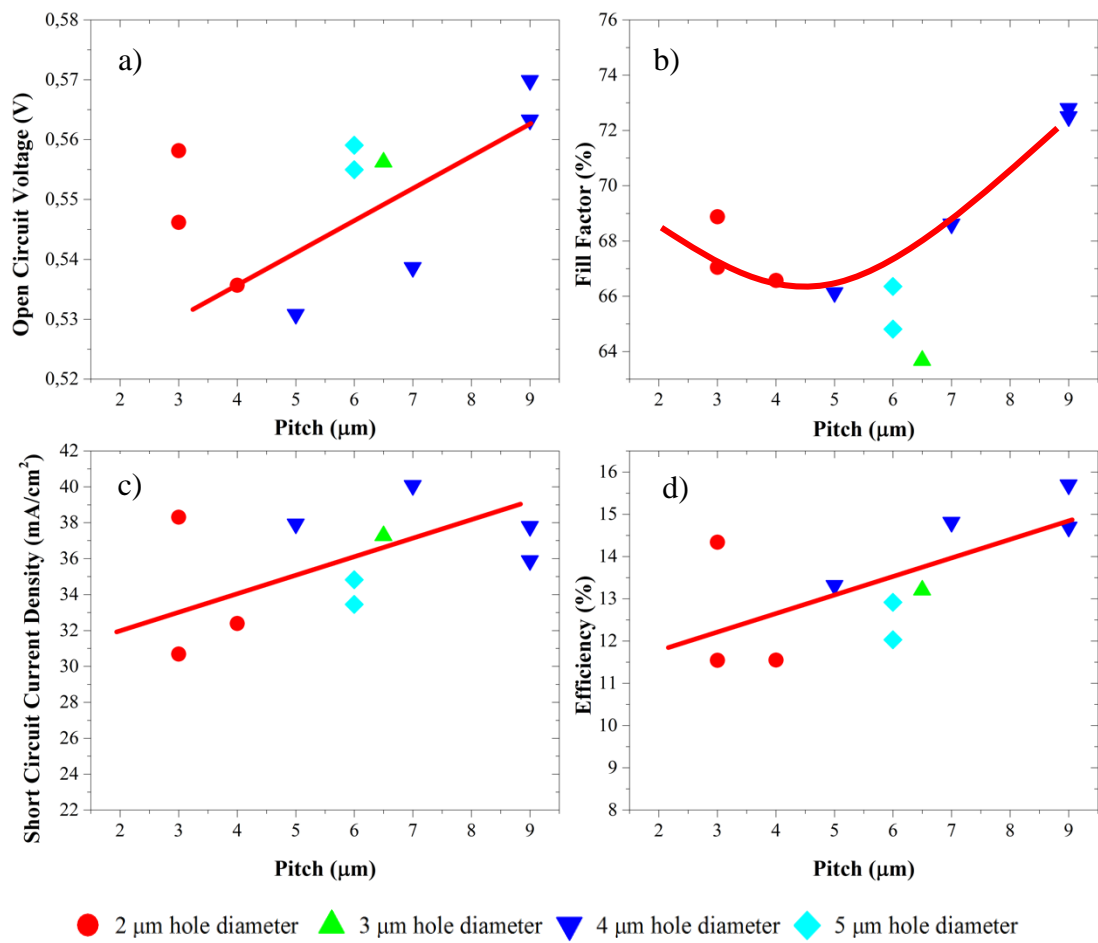 a)
Open Circuit Voltage (V)
0,58
0,57
0,56
0,55
0,54
0,53
0,52
2 3 4 5 6 7 8 9
Pitch (μm)
b)
Fill Factor (%)
76
74
72
70
68
66
64
2 3 4 5 6 7 8 9
Pitch (μm)
c)
Short Circuit Current Density (mA/cm²)
42
40
38
36
34
32
30
28
26
24
22
2 3 4 5 6 7 8 9
Pitch (μm)
d)
Efficiency (%)
16
15
14
13
12
11
10
9
8
2 3 4 5 6 7 8 9
Pitch (μm)
2 μm hole diameter 3 μm hole diameter 4 μm hole diameter 5 μm hole diameter